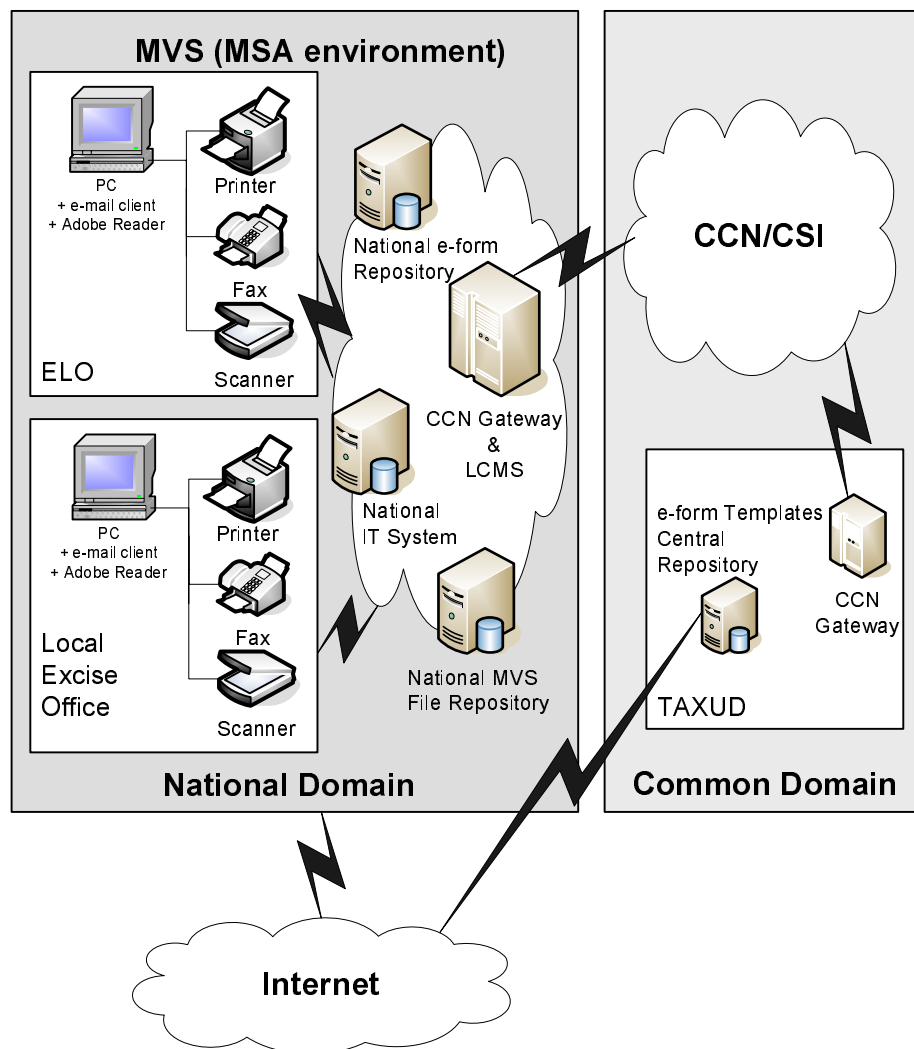 MVS (MSA environment)
PC
+ e-mail client
+ Adobe Reader
Printer
Fax
Scanner
ELO
National e-form
Repository
CCN Gateway
&
LCMS
National
IT System
National MVS
File Repository
PC
+ e-mail client
+ Adobe Reader
Printer
Fax
Scanner
Local
Excise
Office
National Domain
CCN/CSI
e-form Templates
Central
Repository
CCN
Gateway
TAXUD
Common Domain
Internet